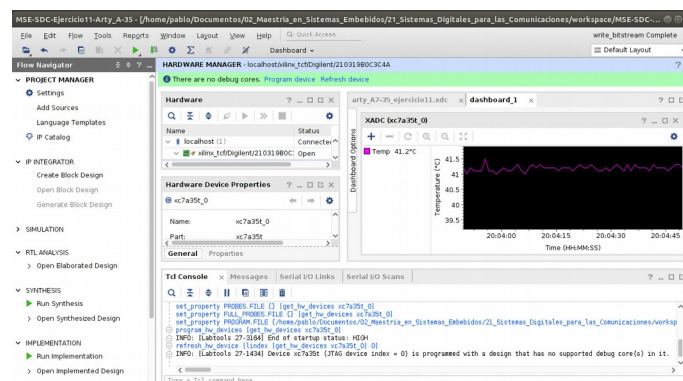 MSE-SDC-Ejercicio11-Arty_A-35 - [/home/pablo/Documentos/02_Maestria_en_Sistemas_Embebidos/21_Sistemas_Digitales_para_las_Comunicaciones/workspace/MSE-SDC-...
File Edit Flow Tools Reports Window Layout View Help Quick Access
write_bitstream Complete
Dashboard
Default Layout
Flow Navigator
PROJECT MANAGER
Settings
Add Sources
Language Templates
IP Catalog
IP INTEGRATOR
Create Block Design
Open Block Design
Generate Block Design
SIMULATION
RTL ANALYSIS
Open Elaborated Design
SYNTHESIS
Run Synthesis
Open Synthesized Design
IMPLEMENTATION
Run Implementation
Open Implemented Design
HARDWARE MANAGER - localhost/xilinx_tcf/Digilent/210319B0C3C4A
There are no debug cores. Program device Refresh device
Hardware
Name Status
localhost (1) Connected
xilinx_tcf/Digilent/210319B0C: Open
Hardware Device Properties
xc7a35t_0
Name: xc7a35t_0
Part: xc7a35t
General Properties
arty_A7-35_ejercicio11.xdc dashboard_1
Dashboard Options
XADC (xc7a35t_0)
Temp 41.2°C
Temperature (°C)
41.5
41
40.5
40
39.5
20:04:00 20:04:15 20:04:30 20:04:45
Time (HH:MM:SS)
Tcl Console Messages Serial I/O Links Serial I/O Scans
set_property PROBES.FILE {} [get_hw_devices xc7a35t_0]
set_property FULL_PROBES.FILE {} [get_hw_devices xc7a35t_0]
set_property PROGRAM.FILE {/home/pablo/Documentos/02_Maestria_en_Sistemas_Embebidos/21_Sistemas_Digitales_para_las_Comunicaciones/worksp
program_hw_devices [get_hw_devices xc7a35t_0]
INFO: [Labtools 27-3164] End of startup status: HIGH
refresh_hw_device [lindex [get_hw_devices xc7a35t_0] 0]
INFO: [Labtools 27-1434] Device xc7a35t (JTAG device index = 0) is programmed with a design that has no supported debug core(s) in it.
Type a Tcl command here